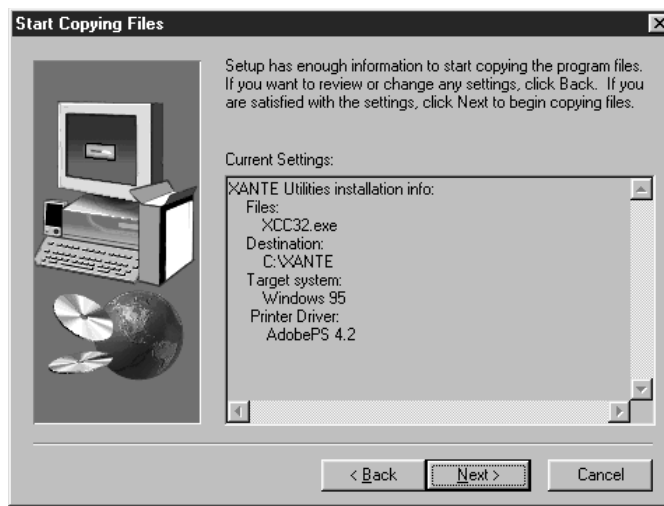 Start Copying Files
Setup has enough information to start copying the program files.
If you want to review or change any settings, click Back. If you
are satisfied with the settings, click Next to begin copying files.
Current Settings:
XANTE Utilities installation info:
Files:
XCC32.exe
Destination:
C:\XANTE
Target system:
Windows 95
Printer Driver:
AdobePS 4.2
< Back
Next >
Cancel